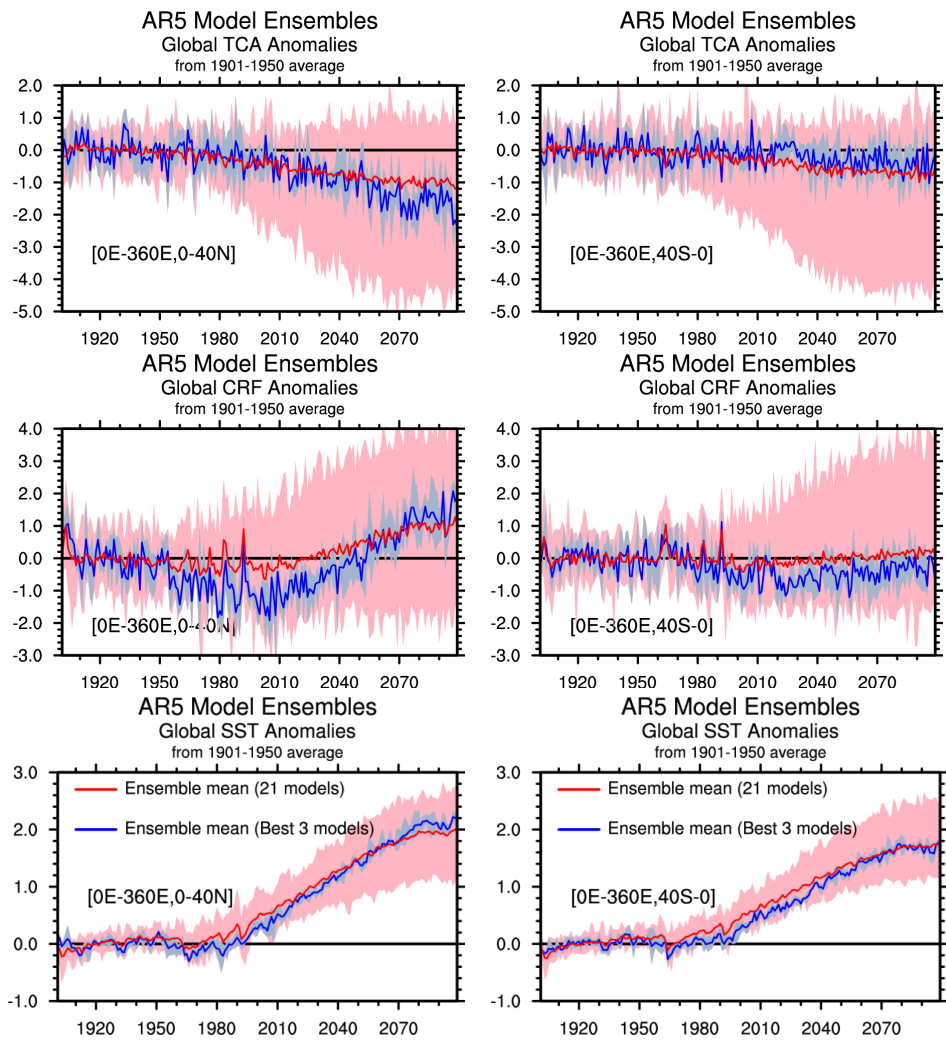 AR5 Model Ensembles
Global TCA Anomalies
from 1901-1950 average
2.0
1.0
0.0
-1.0
-2.0
-3.0
-4.0
-5.0
[0E-360E,0-40N]
1920 1950 1980 2010 2040 2070
AR5 Model Ensembles
Global TCA Anomalies
from 1901-1950 average
2.0
1.0
0.0
-1.0
-2.0
-3.0
-4.0
-5.0
[0E-360E,40S-0]
1920 1950 1980 2010 2040 2070
AR5 Model Ensembles
Global CRF Anomalies
from 1901-1950 average
4.0
3.0
2.0
1.0
0.0
-1.0
-2.0
-3.0
[0E-360E,0-40N]
1920 1950 1980 2010 2040 2070
AR5 Model Ensembles
Global CRF Anomalies
from 1901-1950 average
4.0
3.0
2.0
1.0
0.0
-1.0
-2.0
-3.0
[0E-360E,40S-0]
1920 1950 1980 2010 2040 2070
AR5 Model Ensembles
Global SST Anomalies
from 1901-1950 average
3.0
2.0
1.0
0.0
-1.0
Ensemble mean (21 models)
Ensemble mean (Best 3 models)
[0E-360E,0-40N]
1920 1950 1980 2010 2040 2070
AR5 Model Ensembles
Global SST Anomalies
from 1901-1950 average
3.0
2.0
1.0
0.0
-1.0
Ensemble mean (21 models)
Ensemble mean (Best 3 models)
[0E-360E,40S-0]
1920 1950 1980 2010 2040 2070